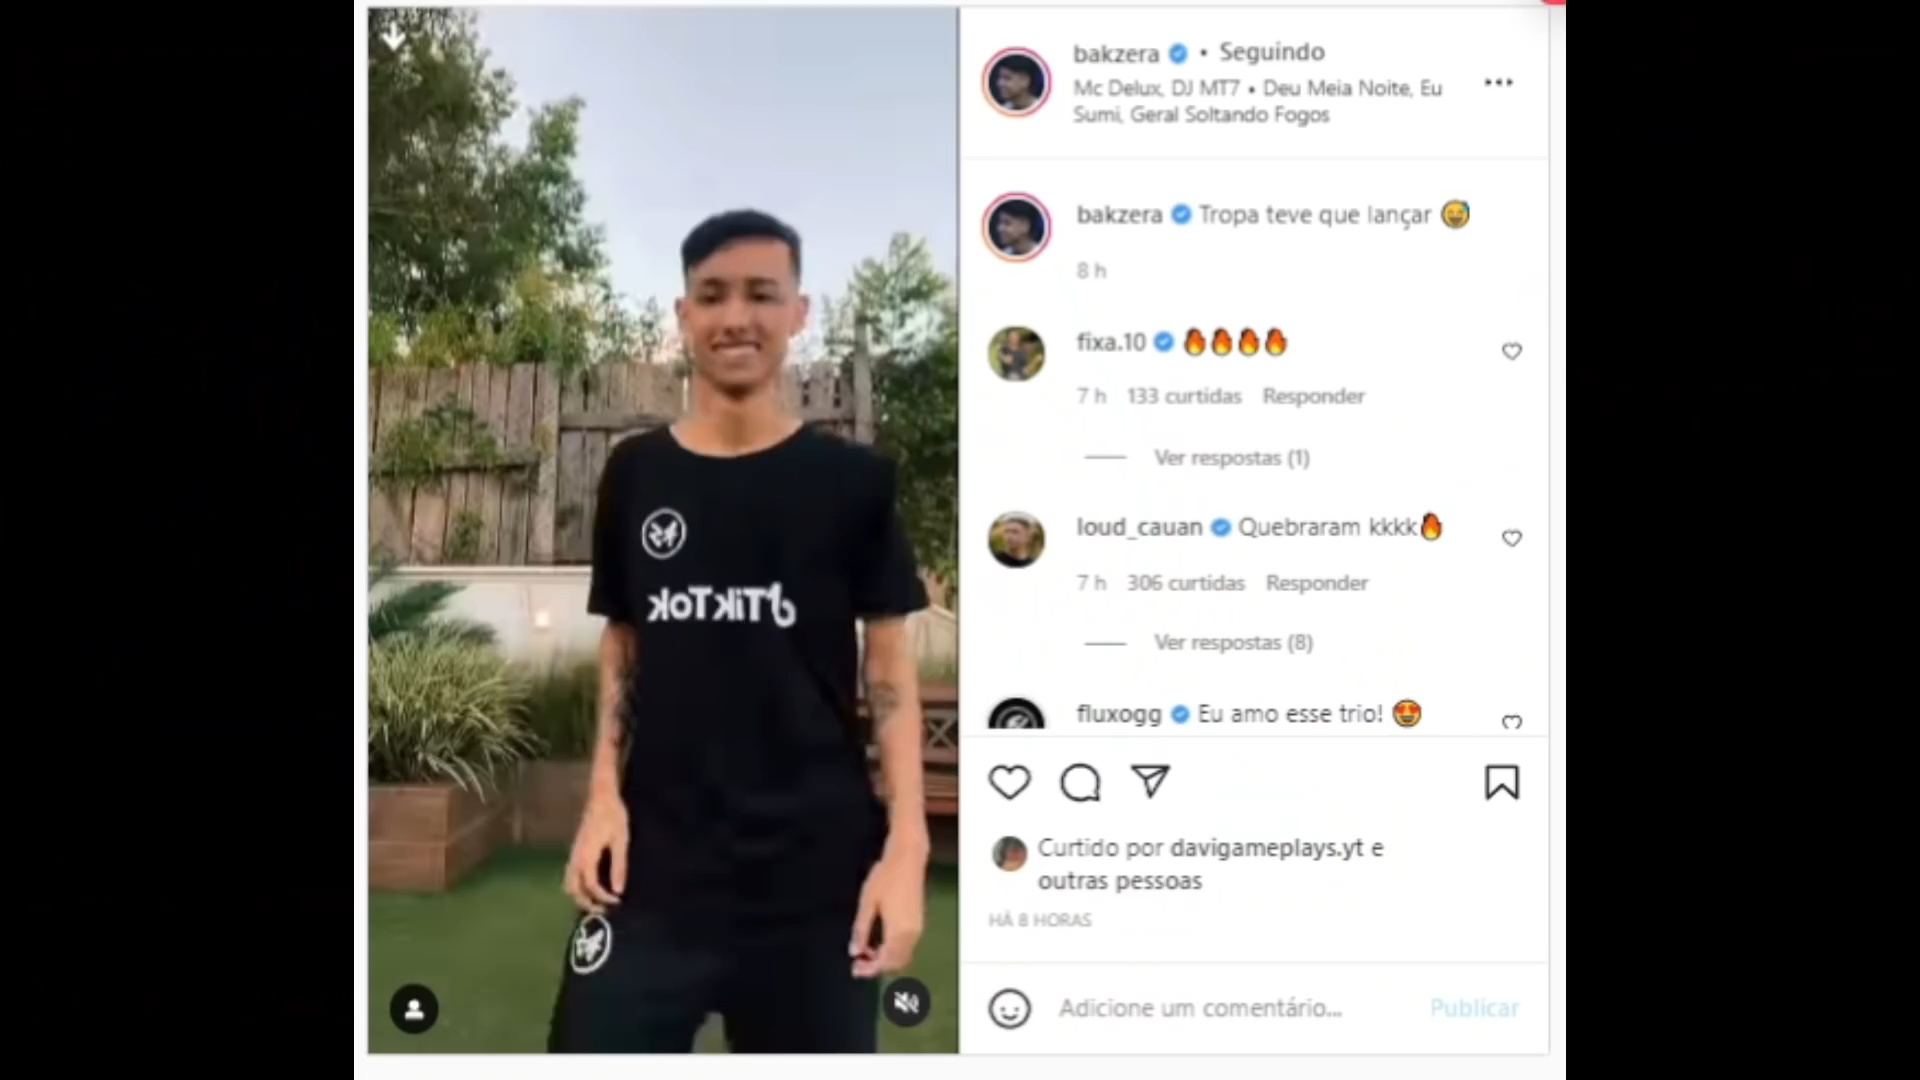 bakzera • Seguindo
Mc Delux, DJ MT7 • Deu Meia Noite, Eu
Sumi, Geral Soltando Fogos
bakzera Tropa teve que lançar 😅
8 h
fixa.10 🔥🔥🔥🔥
7 h 133 curtidas Responder
Ver respostas (1)
loud_cauan Quebraram kkkk🔥
7 h 306 curtidas Responder
Ver respostas (8)
fluxogg Eu amo esse trio! 😍
Curtido por davigameplays.yt e
outras pessoas
HÁ 8 HORAS
Adicione um comentário... Publicar
TikTok